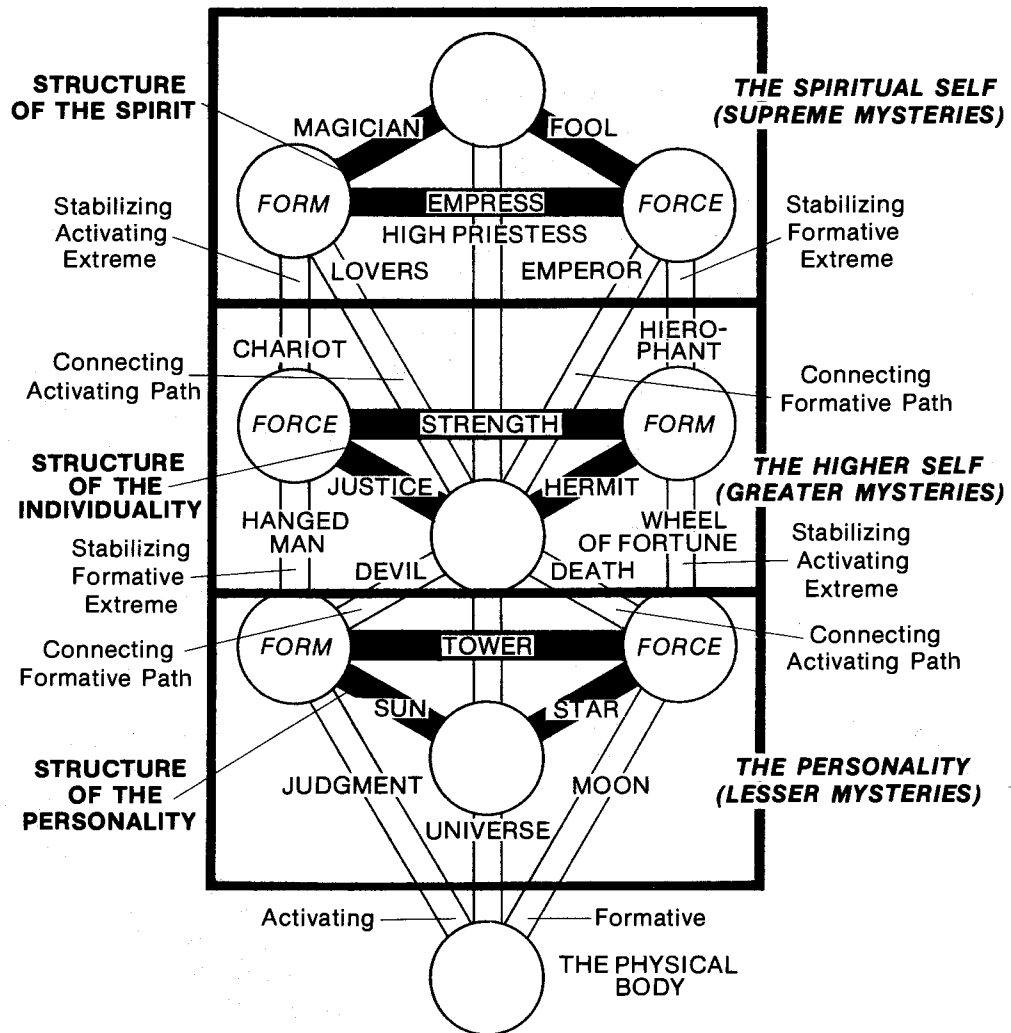 STRUCTURE
OF THE SPIRIT
THE SPIRITUAL SELF
(SUPREME MYSTERIES)
MAGICIAN
FOOL
FORM
EMPRESS
FORCE
HIGH PRIESTESS
Stabilizing
Activating
Extreme
Stabilizing
Formative
Extreme
LOVERS
EMPEROR
CHARIOT
HIERO-
PHANT
Connecting
Activating Path
Connecting
Formative Path
FORCE
STRENGTH
FORM
STRUCTURE
OF THE
INDIVIDUALITY
THE HIGHER SELF
(GREATER MYSTERIES)
JUSTICE
HERMIT
HANGED
MAN
WHEEL
OF FORTUNE
Stabilizing
Formative
Extreme
Stabilizing
Activating
Extreme
DEVIL
DEATH
Connecting
Formative Path
Connecting
Activating Path
FORM
TOWER
FORCE
SUN
STAR
STRUCTURE
OF THE
PERSONALITY
THE PERSONALITY
(LESSER MYSTERIES)
JUDGMENT
MOON
UNIVERSE
Activating
Formative
THE PHYSICAL
BODY